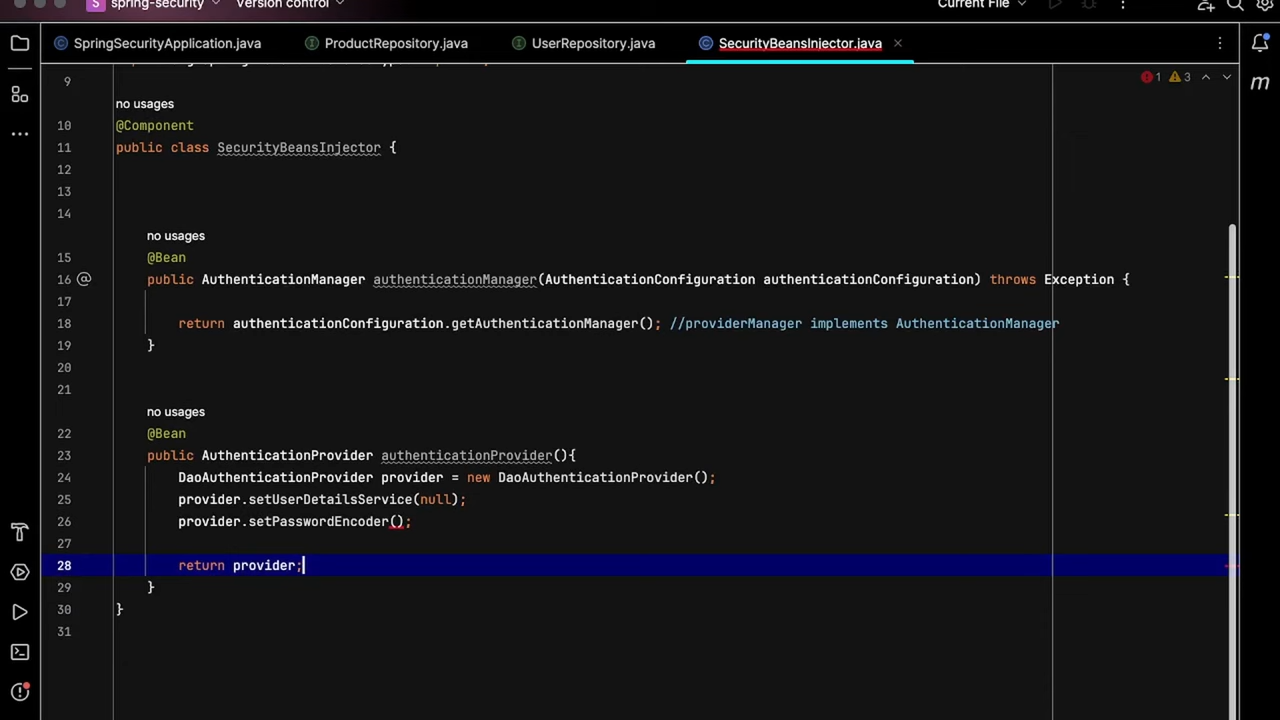 S spring-security Version control Current File
SpringSecurityApplication.java ProductRepository.java UserRepository.java SecurityBeansInjector.java
1 3
9
no usages
10 @Component
11 public class SecurityBeansInjector {
12
13
14
no usages
15 @Bean
16 public AuthenticationManager authenticationManager(AuthenticationConfiguration authenticationConfiguration) throws Exception {
17
18 return authenticationConfiguration.getAuthenticationManager(); //providerManager implements AuthenticationManager
19 }
20
21
no usages
22 @Bean
23 public AuthenticationProvider authenticationProvider(){
24 DaoAuthenticationProvider provider = new DaoAuthenticationProvider();
25 provider.setUserDetailsService(null);
26 provider.setPasswordEncoder();
27
28 return provider;
29 }
30 }
31
m